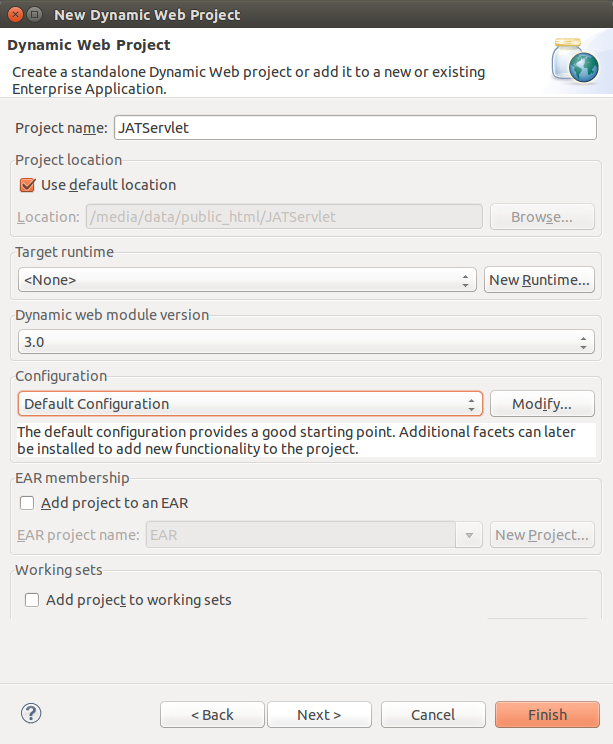 New Dynamic Web Project
Dynamic Web Project
Create a standalone Dynamic Web project or add it to a new or existing
Enterprise Application.
Project name: JATServlet
Project location
Use default location
Location: /media/data/public_html/JATServlet Browse...
Target runtime
<None> New Runtime...
Dynamic web module version
3.0
Configuration
Default Configuration Modify...
The default configuration provides a good starting point. Additional facets can later
be installed to add new functionality to the project.
EAR membership
Add project to an EAR
EAR project name: EAR New Project...
Working sets
Add project to working sets
? < Back Next > Cancel Finish